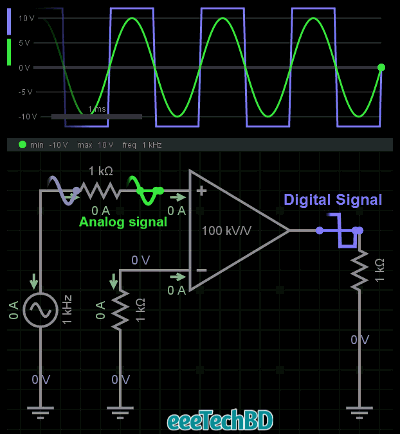 10 V
5 V
0 V
-5 V
-10 V
1 ms
min -10 V max 10 V freq 1 kHz
1 kΩ
0 A
0 A
Analog signal
Digital Signal
100 kV/V
+
−
0 V
0 A
0 A
1 kHz
0 A
1 kΩ
1 kΩ
0 V
0 V
0 V
eeeTechBD